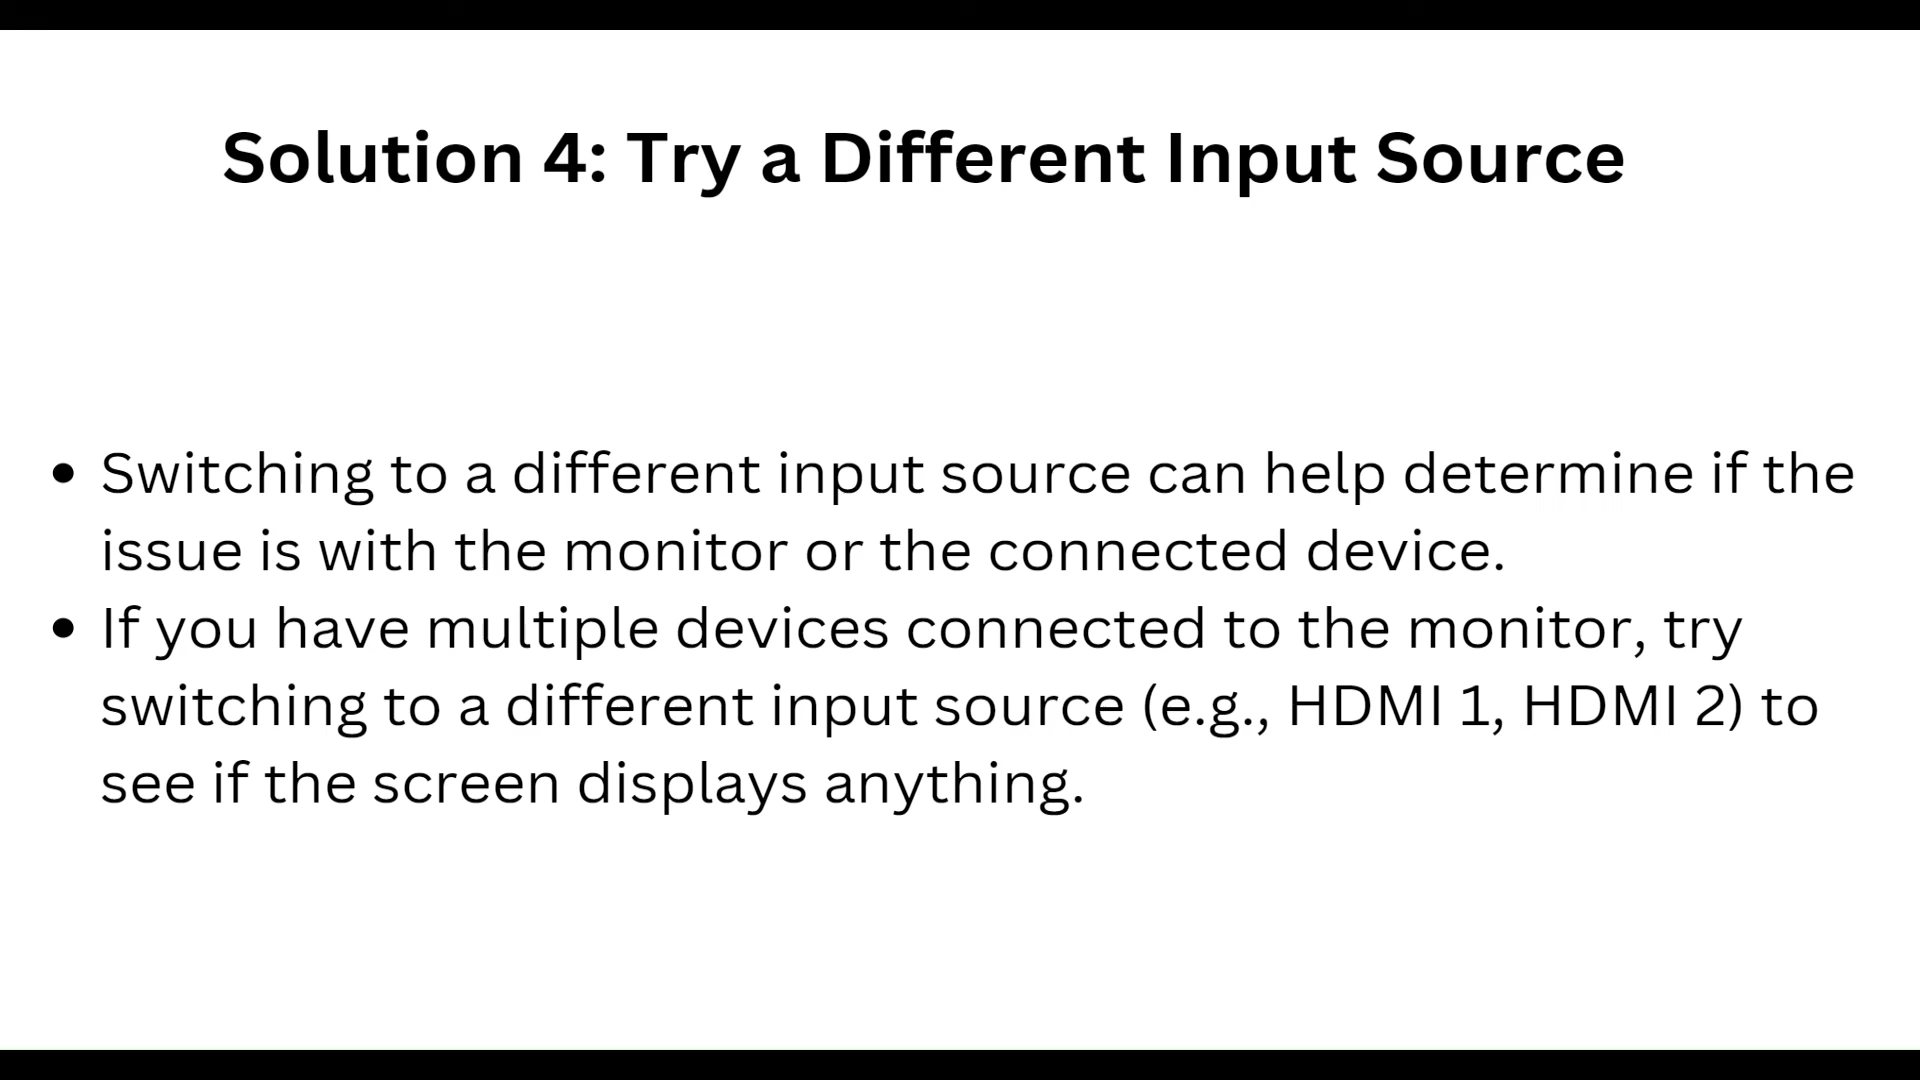 Solution 4: Try a Different Input Source
• Switching to a different input source can help determine if the
issue is with the monitor or the connected device.
• If you have multiple devices connected to the monitor, try
switching to a different input source (e.g., HDMI 1, HDMI 2) to
see if the screen displays anything.